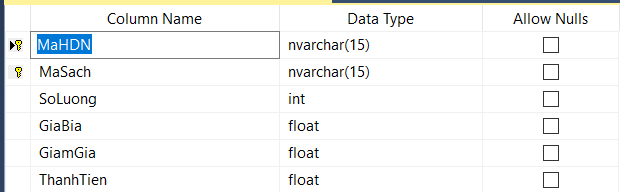 Column Name Data Type Allow Nulls
MaHDN nvarchar(15)
MaSach nvarchar(15)
SoLuong int
GiaBia float
GiamGia float
ThanhTien float